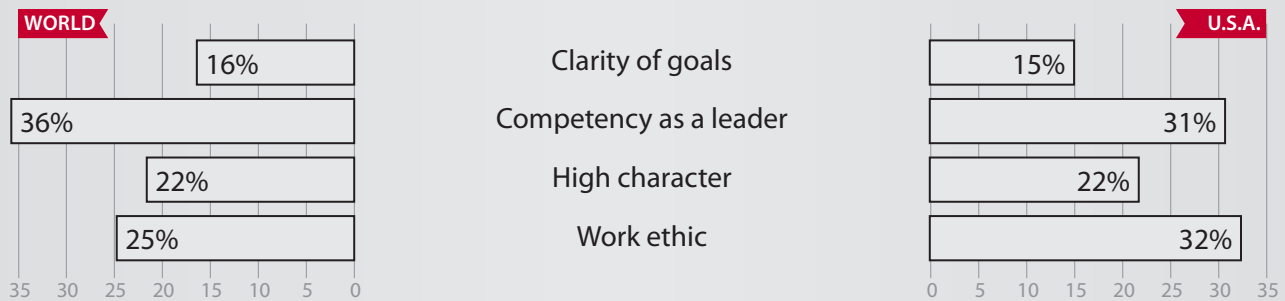 WORLD U.S.A.
16% Clarity of goals 15%
36% Competency as a leader 31%
22% High character 22%
25% Work ethic 32%
35 30 25 20 15 10 5 0 0 5 10 15 20 25 30 35